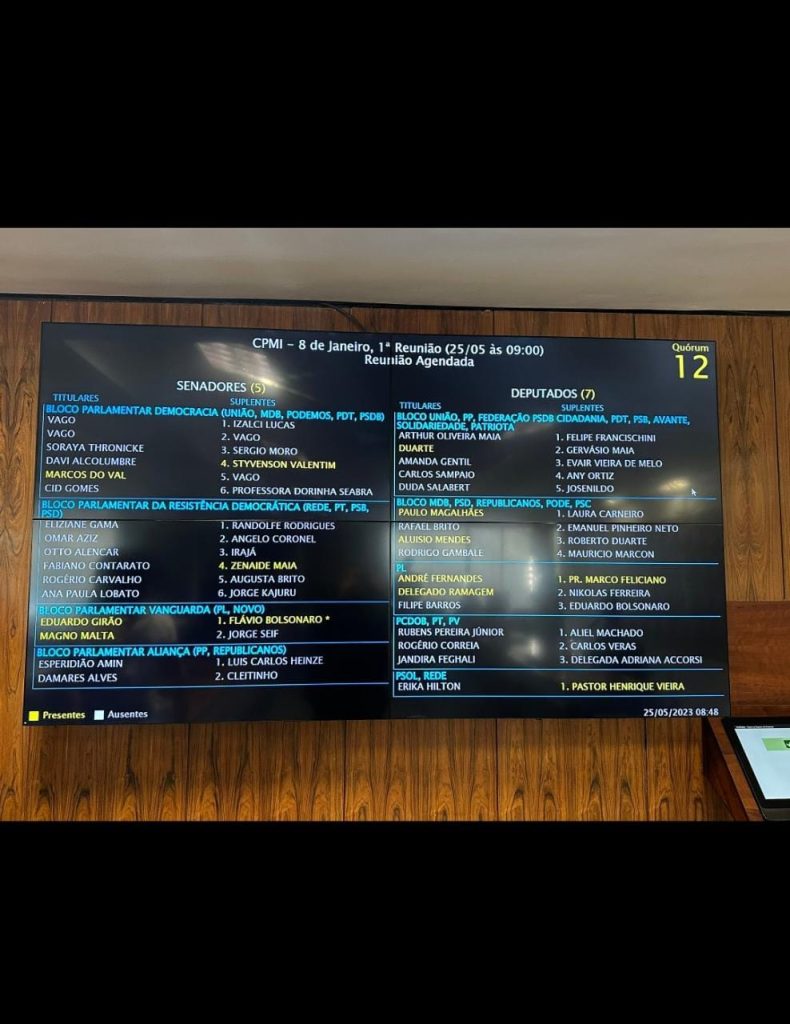 CPMI - 8 de Janeiro, 1ª Reunião (25/05 às 09:00)
Reunião Agendada
Quórum
12
SENADORES (5)
TITULARES SUPLENTES
BLOCO PARLAMENTAR DEMOCRACIA (UNIÃO, MDB, PODEMOS, PDT, PSDB)
VAGO 1. IZALCI LUCAS
VAGO 2. VAGO
SORAYA THRONICKE 3. SERGIO MORO
DAVI ALCOLUMBRE 4. STYVENSON VALENTIM
MARCOS DO VAL 5. VAGO
CID GOMES 6. PROFESSORA DORINHA SEABRA
BLOCO PARLAMENTAR DA RESISTÊNCIA DEMOCRÁTICA (REDE, PT, PSB,
PSD)
ELIZIANE GAMA 1. RANDOLFE RODRIGUES
OMAR AZIZ 2. ANGELO CORONEL
OTTO ALENCAR 3. IRAJÁ
FABIANO CONTARATO 4. ZENAIDE MAIA
ROGÉRIO CARVALHO 5. AUGUSTA BRITO
ANA PAULA LOBATO 6. JORGE KAJURU
BLOCO PARLAMENTAR VANGUARDA (PL, NOVO)
EDUARDO GIRÃO 1. FLÁVIO BOLSONARO *
MAGNO MALTA 2. JORGE SEIF
BLOCO PARLAMENTAR ALIANÇA (PP, REPUBLICANOS)
ESPERIDIÃO AMIN 1. LUIS CARLOS HEINZE
DAMARES ALVES 2. CLEITINHO
DEPUTADOS (7)
TITULARES SUPLENTES
BLOCO UNIÃO, PP, FEDERAÇÃO PSDB CIDADANIA, PDT, PSB, AVANTE,
SOLIDARIEDADE, PATRIOTA
ARTHUR OLIVEIRA MAIA 1. FELIPE FRANCISCHINI
DUARTE 2. GERVÁSIO MAIA
AMANDA GENTIL 3. EVAIR VIEIRA DE MELO
CARLOS SAMPAIO 4. ANY ORTIZ
DUDA SALABERT 5. JOSENILDO
BLOCO MDB, PSD, REPUBLICANOS, PODE, PSC
PAULO MAGALHÃES 1. LAURA CARNEIRO
RAFAEL BRITO 2. EMANUEL PINHEIRO NETO
ALUISIO MENDES 3. ROBERTO DUARTE
RODRIGO GAMBALE 4. MAURICIO MARCON
PL
ANDRÉ FERNANDES 1. PR. MARCO FELICIANO
DELEGADO RAMAGEM 2. NIKOLAS FERREIRA
FILIPE BARROS 3. EDUARDO BOLSONARO
PCDOB, PT, PV
RUBENS PEREIRA JÚNIOR 1. ALIEL MACHADO
ROGÉRIO CORREIA 2. CARLOS VERAS
JANDIRA FEGHALI 3. DELEGADA ADRIANA ACCORSI
PSOL, REDE
ERIKA HILTON 1. PASTOR HENRIQUE VIEIRA
Presentes Ausentes
25/05/2023 08:48